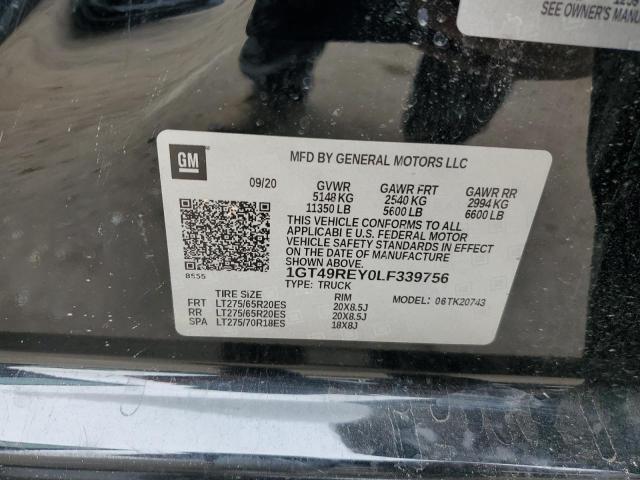 SEE OWNER'S MANU
GM
MFD BY GENERAL MOTORS LLC
09/20 GVWR GAWR FRT GAWR RR
5148 KG 2540 KG 2994 KG
11350 LB 5600 LB 6600 LB
THIS VEHICLE CONFORMS TO ALL
APPLICABLE U.S. FEDERAL MOTOR
VEHICLE SAFETY STANDARDS IN EFFECT
ON THE DATE OF MANUFACTURE
SHOWN ABOVE.
8555
1GT49REY0LF339756
TYPE: TRUCK
MODEL: 06TK20743
TIRE SIZE RIM
FRT LT275/65R20ES 20X8.5J
RR LT275/65R20ES 20X8.5J
SPA LT275/70R18ES 18X8J